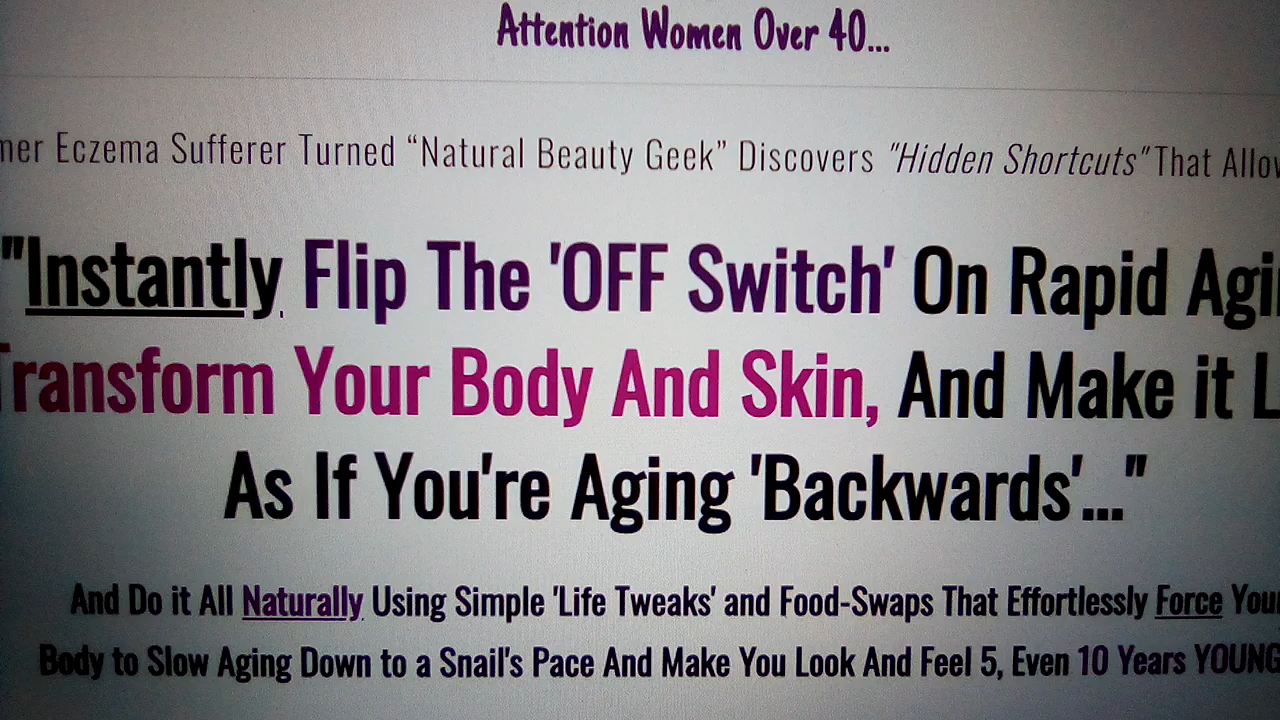 Attention Women Over 40...
Eczema Sufferer Turned “Natural Beauty Geek” Discovers "Hidden Shortcuts" That
"Instantly Flip The 'OFF Switch' On Rapid
Transform Your Body And Skin, And Make it
As If You're Aging 'Backwards'..."
And Do it All Naturally Using Simple 'Life Tweaks' and Food-Swaps That Effortlessly Force
Body to Slow Aging Down to a Snail's Pace And Make You Look And Feel 5, Even 10 Years